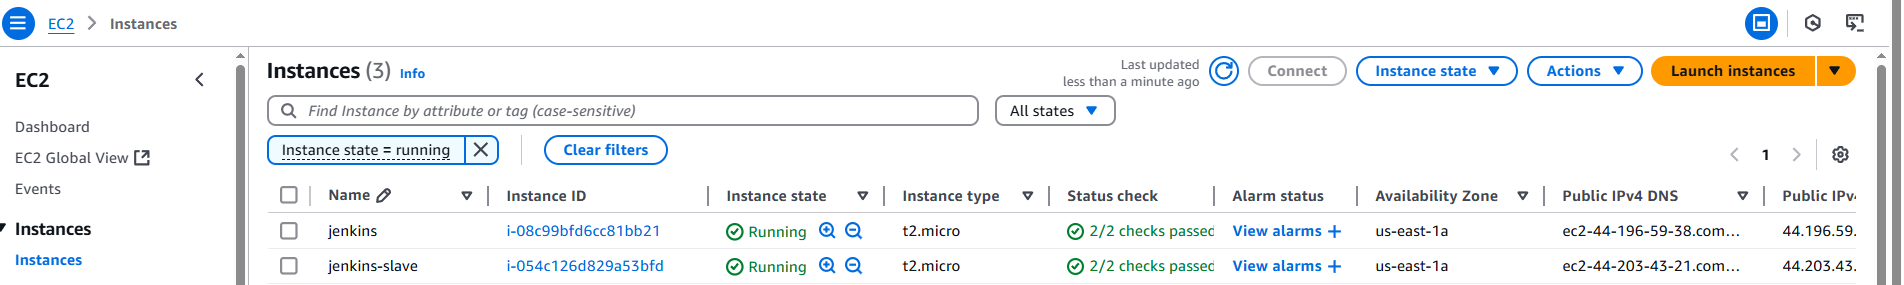 EC2 > Instances
EC2
Dashboard
EC2 Global View
Events
Instances
Instances
Instances (3) Info
Last updated
less than a minute ago
Connect
Instance state
Actions
Launch instances
Find Instance by attribute or tag (case-sensitive)
All states
Instance state = running
Clear filters
1
Name Instance ID Instance state Instance type Status check Alarm status Availability Zone Public IPv4 DNS Public IPv4
jenkins i-08c99bfd6cc81bb21 Running t2.micro 2/2 checks passed View alarms + us-east-1a ec2-44-196-59-38.com... 44.196.59.
jenkins-slave i-054c126d829a53bfd Running t2.micro 2/2 checks passed View alarms + us-east-1a ec2-44-203-43-21.com... 44.203.43.